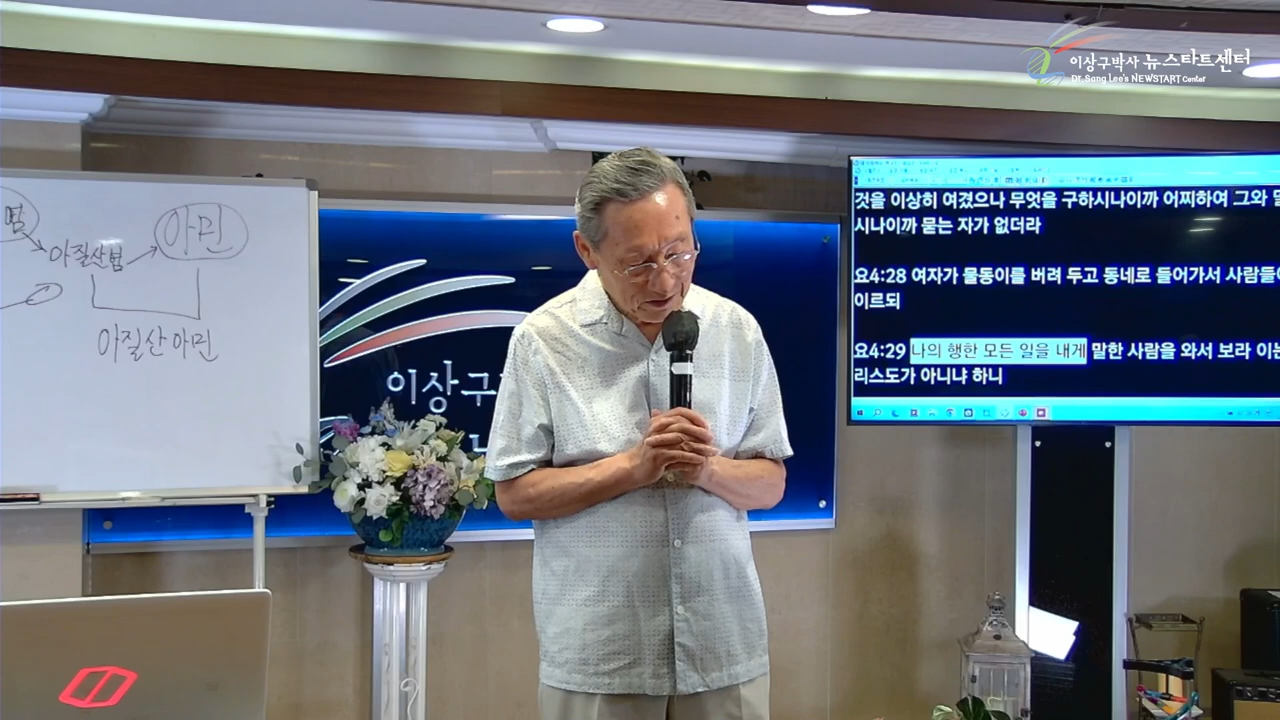 이상구박사 뉴스타트센터
Dr. Sang Lee's NEWSTART Center
것을 이상히 여겼으나 무엇을 구하시나이까 어찌하여 그와
시나이까 묻는 자가 없더라
요4:28 여자가 물동이를 버려 두고 동네로 들어가서 사람들
이르되
요4:29 나의 행한 모든 일을 내게 말한 사람을 와서 보라 이는
리스도가 아니냐 하니
아민
아질산
아질산 아민
이상구